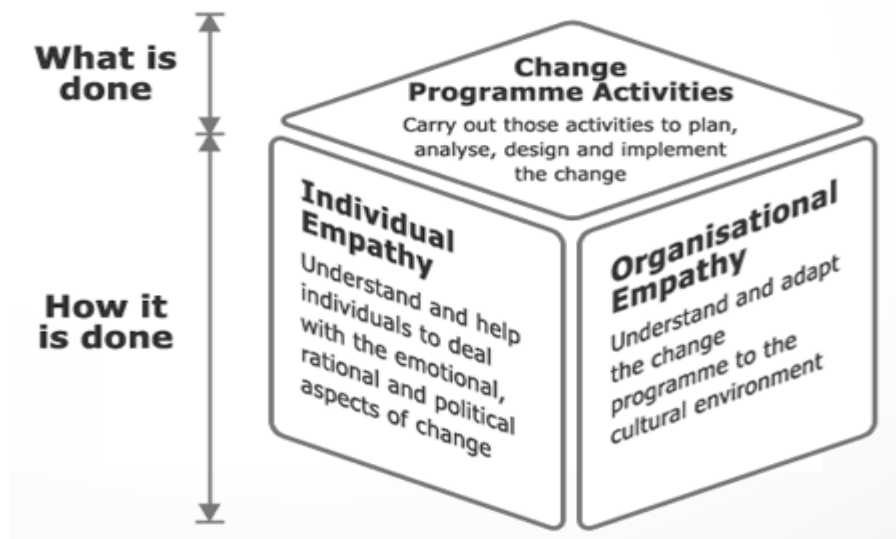 What is
done
Change
Programme Activities
Carry out those activities to plan,
analyse, design and implement
the change
How it
is done
Individual
Empathy
Understand and help
individuals to deal
with the emotional,
rational and political
aspects of change
Organisational
Empathy
Understand and adapt
the change
programme to the
cultural environment